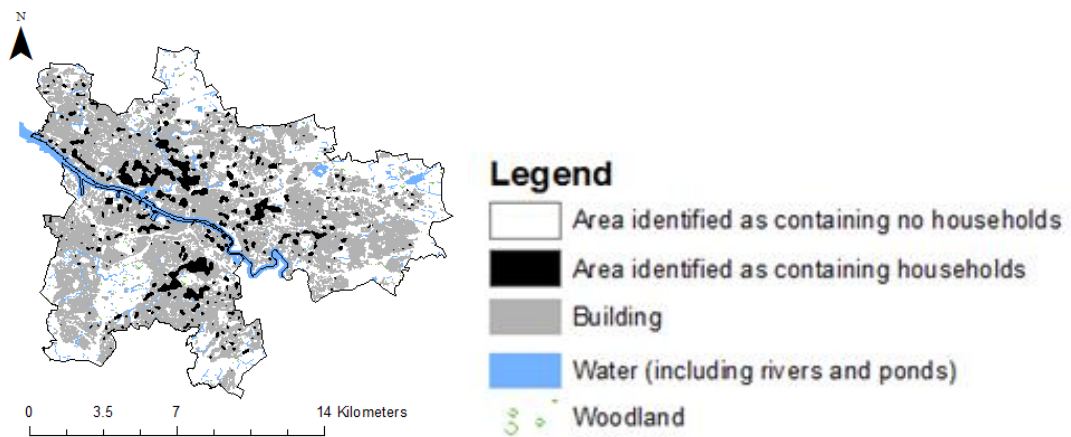 N
Legend
Area identified as containing no households
Area identified as containing households
Building
Water (including rivers and ponds)
Woodland
0 3.5 7 14 Kilometers